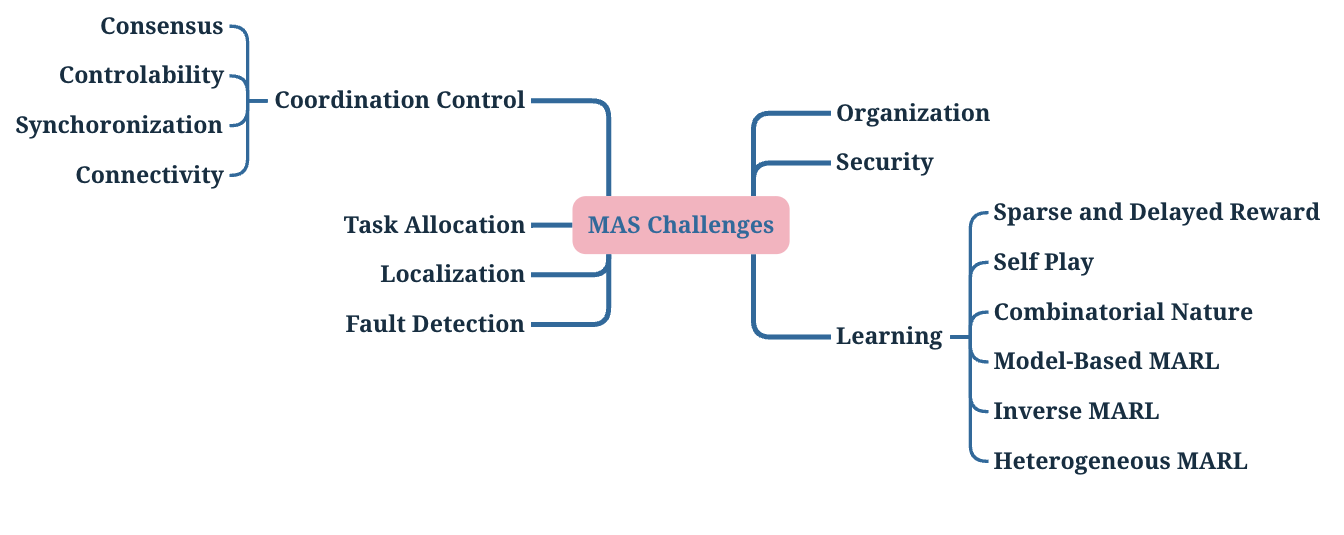 Consensus
Controlability
Synchoronization
Connectivity
Coordination Control
Task Allocation
Localization
Fault Detection
MAS Challenges
Organization
Security
Learning
Sparse and Delayed Reward
Self Play
Combinatorial Nature
Model-Based MARL
Inverse MARL
Heterogeneous MARL